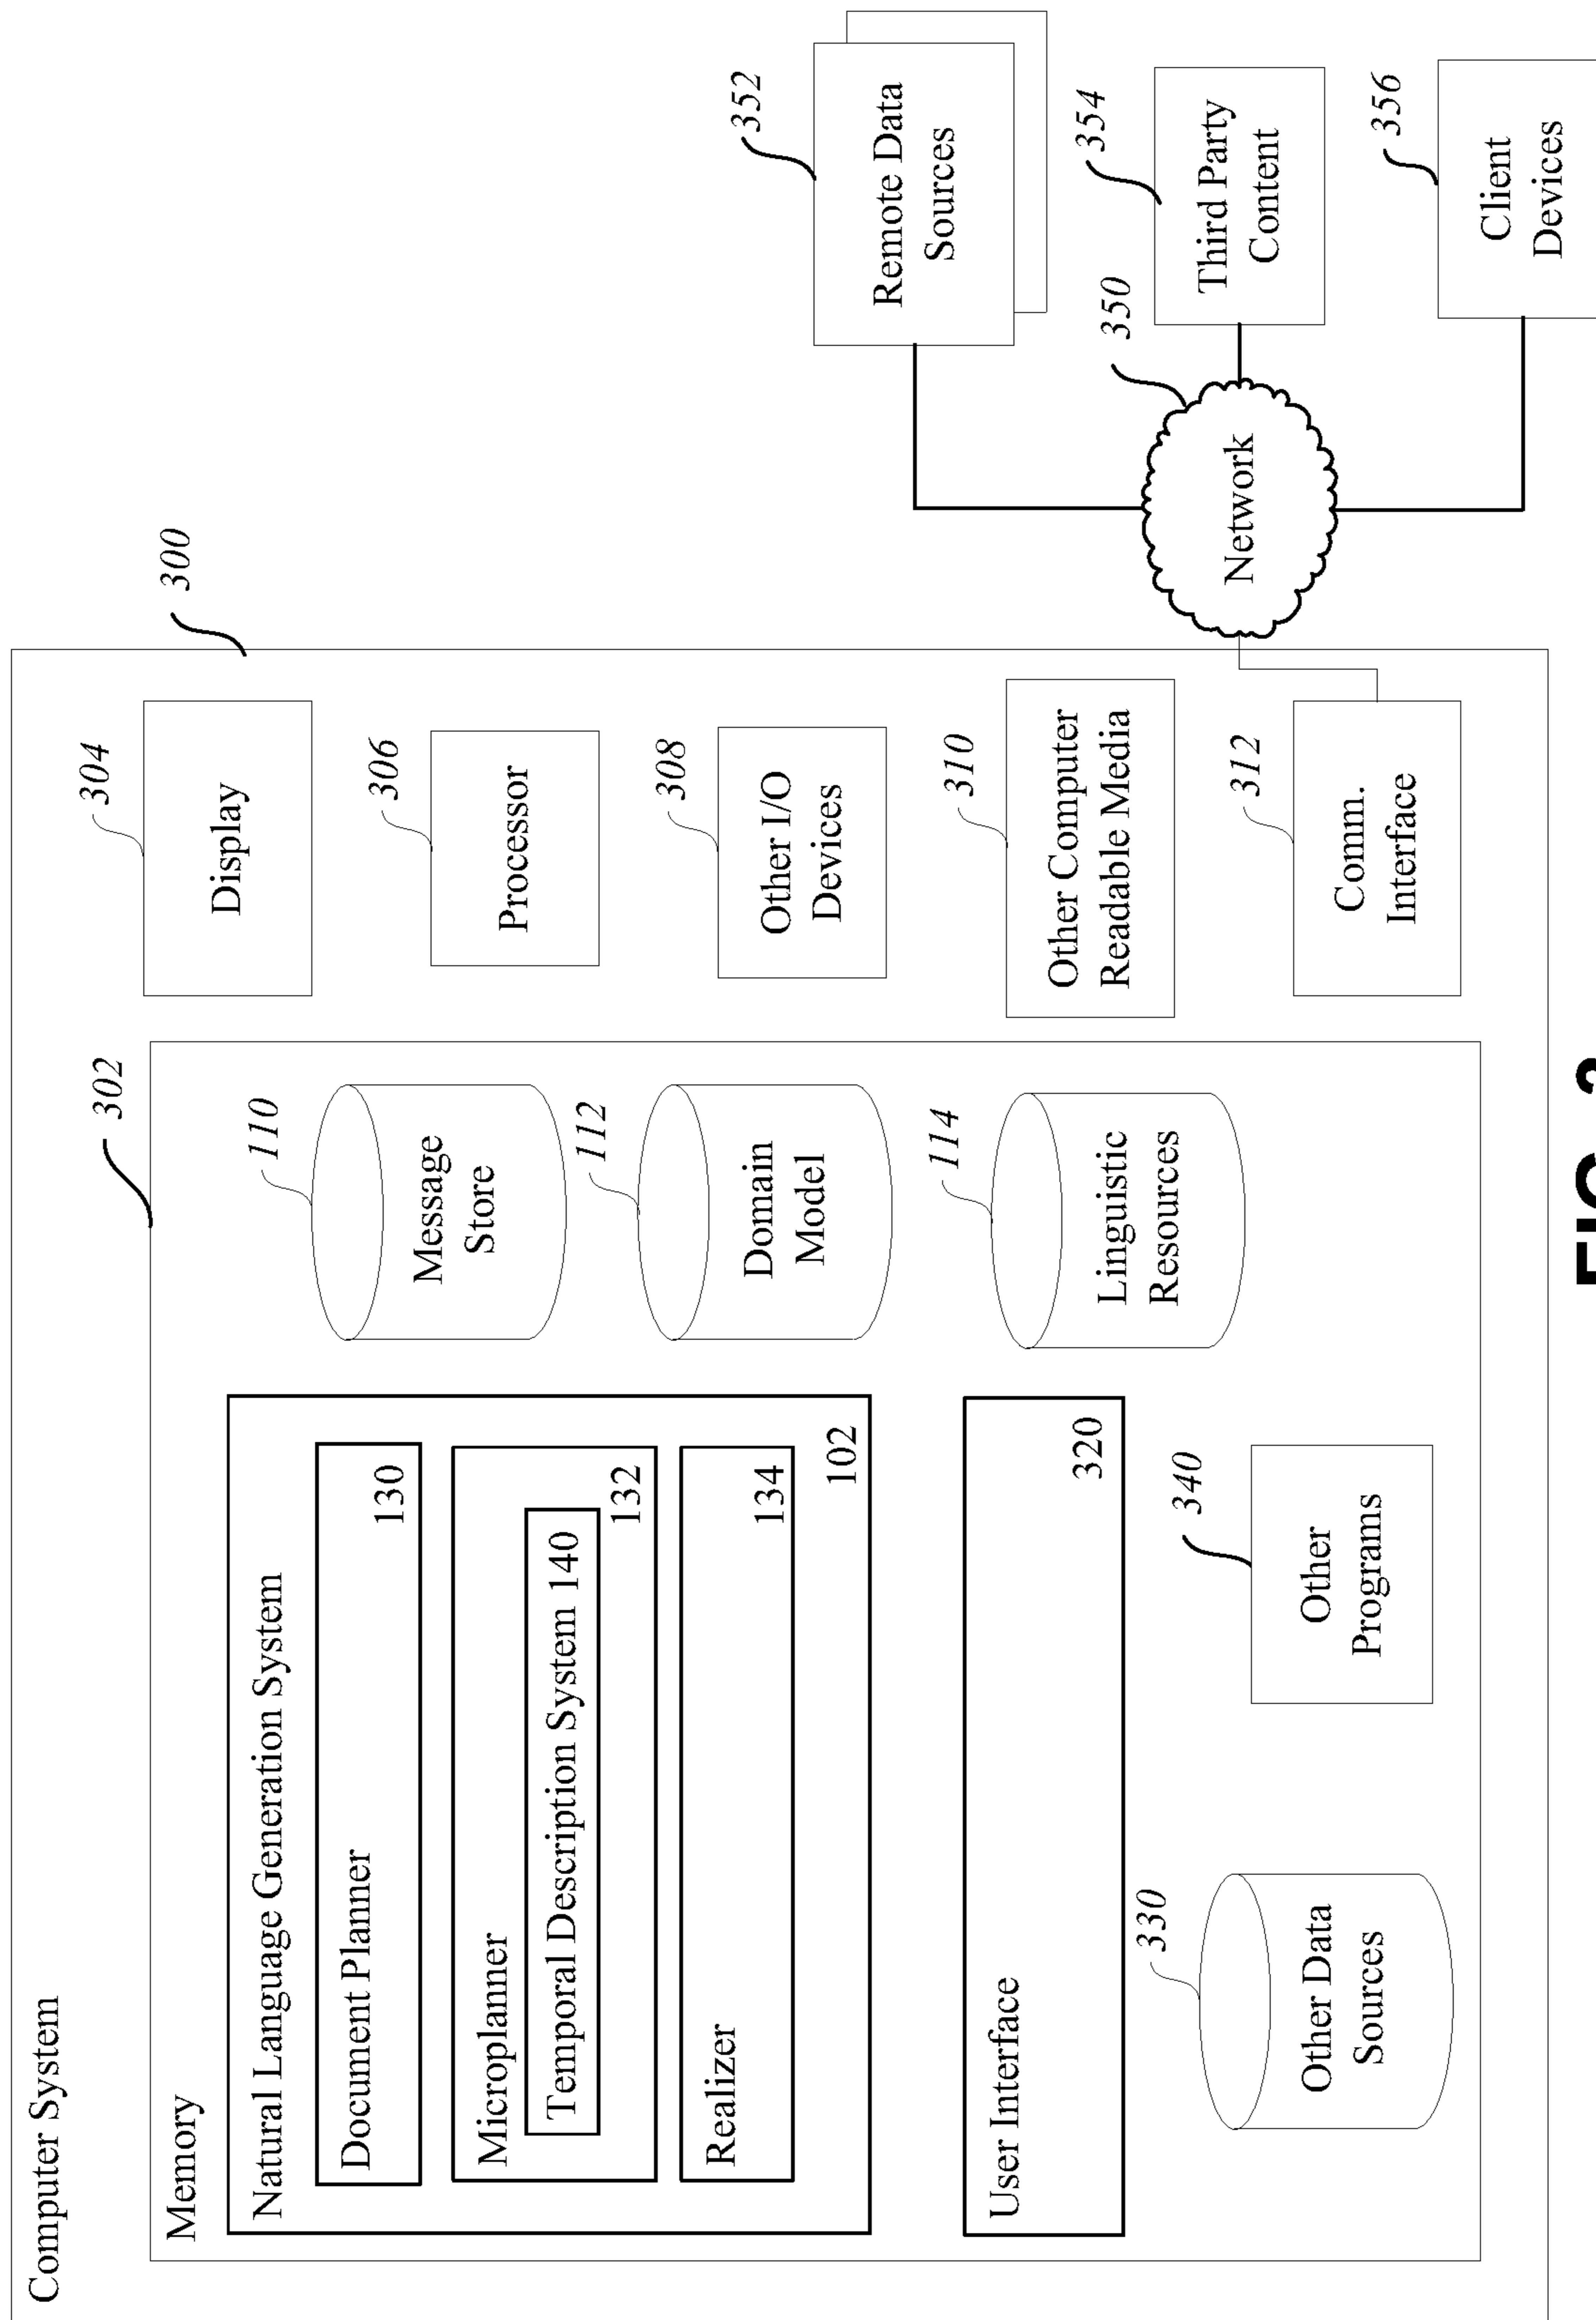 Computer System
300
Memory
302
Natural Language Generation System
Document Planner
130
Microplanner
Temporal Description System 140
132
Realizer
134
102
User Interface
320
110
Message
Store
112
Domain
Model
114
Linguistic
Resources
330
Other Data
Sources
340
Other
Programs
304
Display
306
Processor
308
Other I/O
Devices
310
Other Computer
Readable Media
312
Comm.
Interface
350
Network
352
Remote Data
Sources
354
Third Party
Content
356
Client
Devices
FIG.